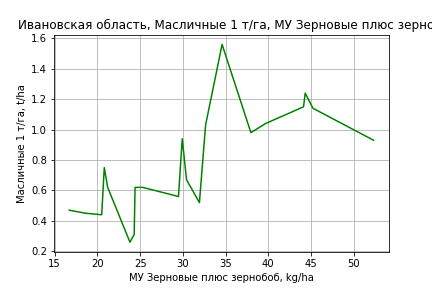 Ивановская область, Масличные 1 т/га, МУ Зерновые плюс зерно
1.6
1.4
1.2
1.0
0.8
0.6
0.4
0.2
Масличные 1 т/га, t/ha
15 20 25 30 35 40 45 50
МУ Зерновые плюс зернобоб, kg/ha